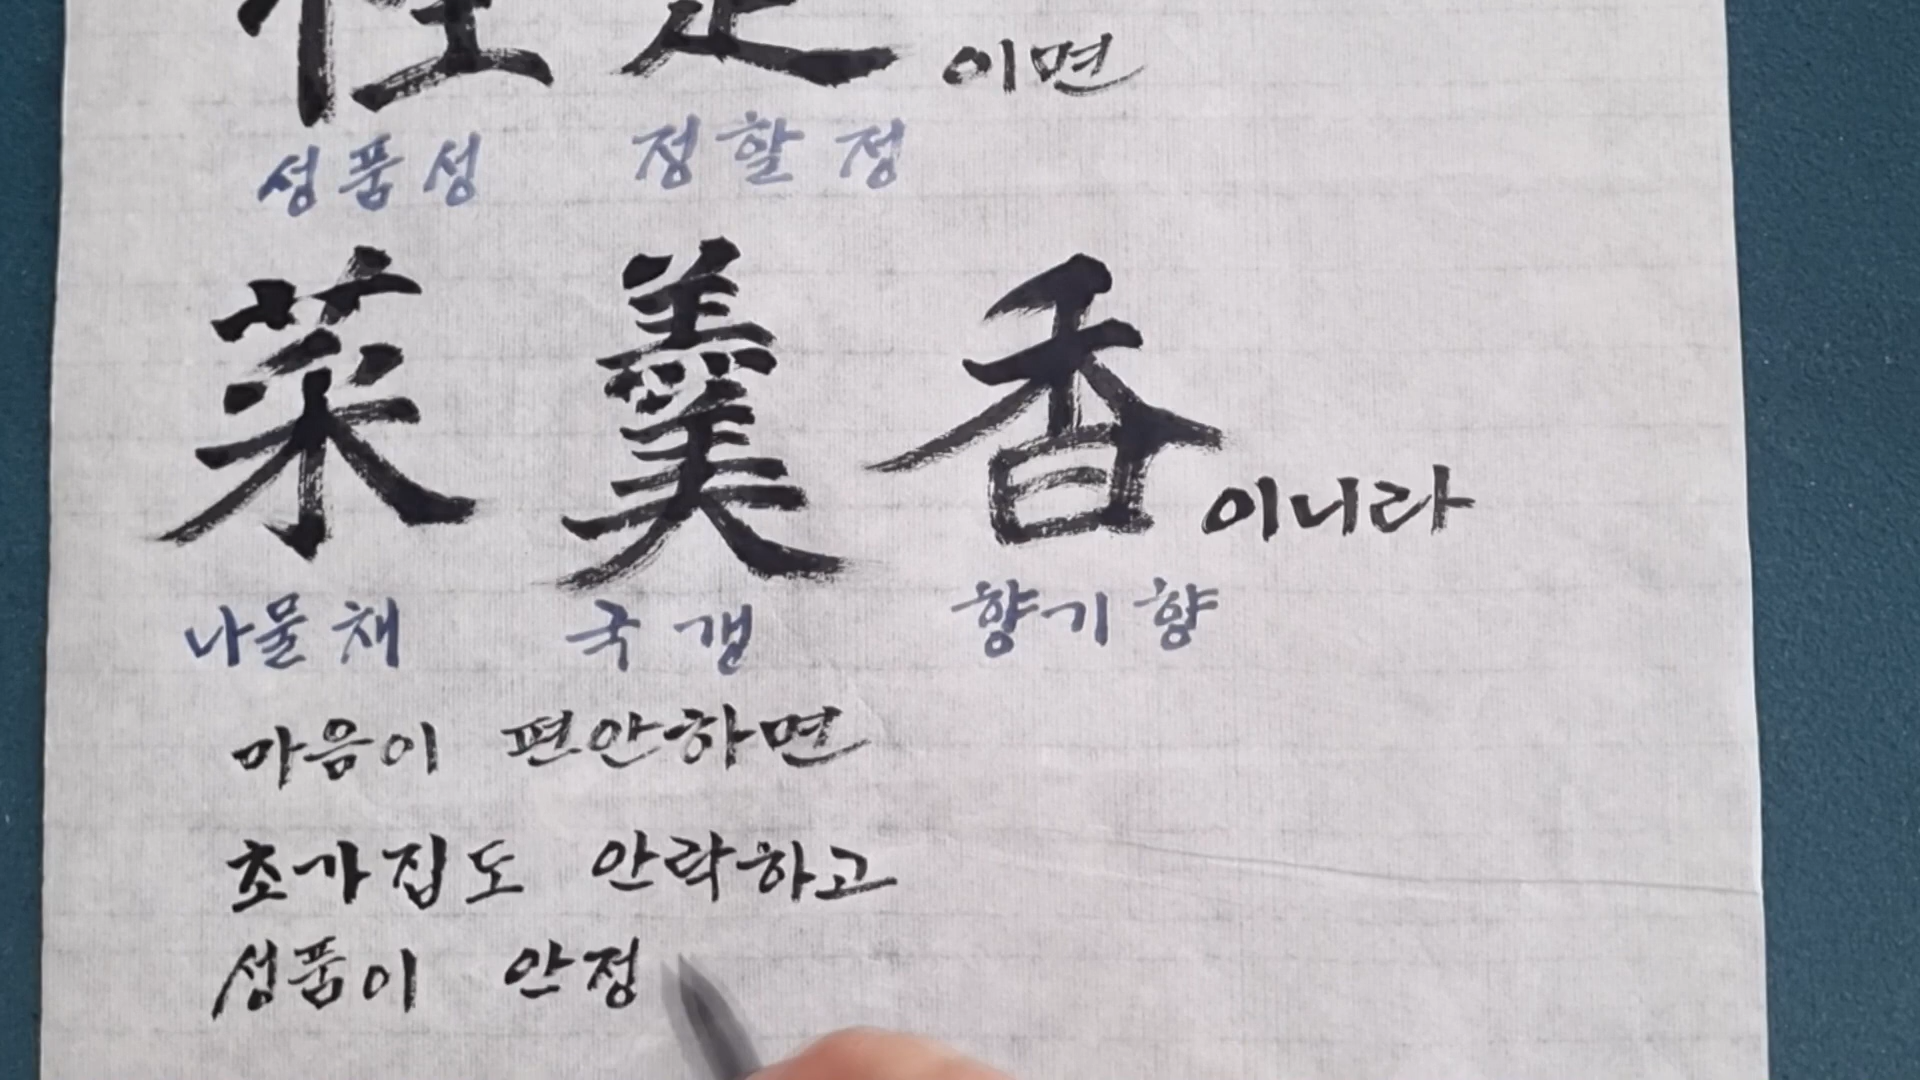 性定이면
성품성 정할 정
菜羹香이니라
나물 채 국 갱 향기 향
마음이 편안하면
초가집도 안락하고
성품이 안정